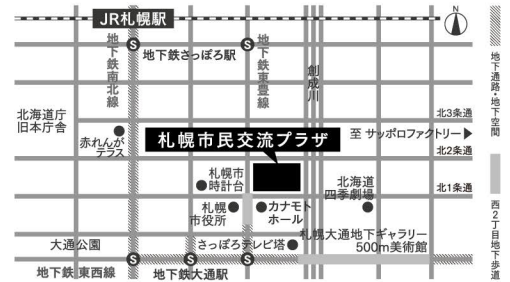 JR札幌駅
N
S
地下鉄さっぽろ駅
S
地下鉄南北線
地下鉄東豊線
創成川
地下通路・地下空間
北海道庁
旧本庁舎
赤れんが
テラス
北3条通
至 サッポロファクトリー
札幌市民交流プラザ
北2条通
札幌市
時計台
北海道
四季劇場
北1条通
札幌
市役所
カナモト
ホール
西2丁目地下歩道
大通公園
さっぽろテレビ塔
札幌大通地下ギャラリー
500m美術館
S
S
S
地下鉄東西線
地下鉄大通駅